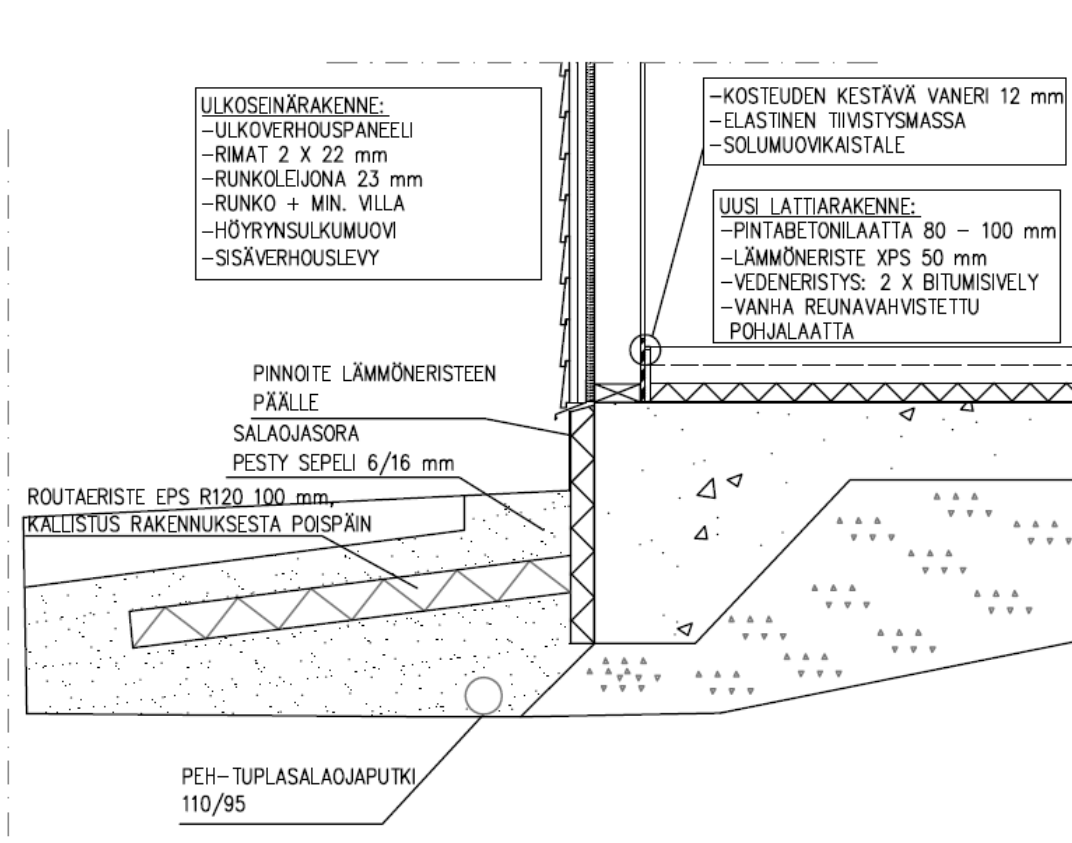 ULKOSEINÄRAKENNE:
-ULKOVERHOUSPANEELI
-RIMAT 2 X 22 mm
-RUNKOLEIJONA 23 mm
-RUNKO + MIN. VILLA
-HÖYRYNSULKUMUOVI
-SISÄVERHOUSLEVY
-KOSTEUDEN KESTÄVÄ VANERI 12 mm
-ELASTINEN TIIVISTYSMASSA
-SOLUMUOVIKAISTALE
UUSI LATTIARAKENNE:
-PINTABETONILAATTA 80 - 100 mm
-LÄMMÖNERISTE XPS 50 mm
-VEDENERISTYS: 2 X BITUMISIVELY
-VANHA REUNAVAHVISTETTU
POHJALAATTA
PINNOITE LÄMMÖNERISTEEN
PÄÄLLE
SALAOJASORA
PESTY SEPELI 6/16 mm
ROUTAERISTE EPS R120 100 mm,
KALLISTUS RAKENNUKSESTA POISPÄIN
PEH-TUPLASALAOJAPUTKI
110/95